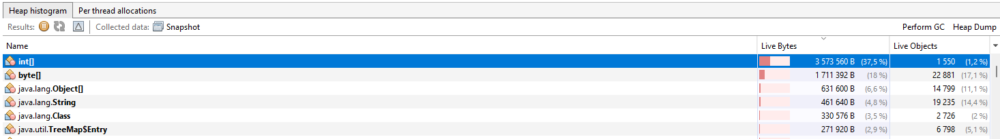 Heap histogram Per thread allocations
Results: Collected data: Snapshot Perform GC Heap Dump
Name Live Bytes Live Objects
int[] 3 573 560 B (37,5 %) 1 550 (1,2 %)
byte[] 1 711 392 B (18 %) 22 881 (17,1 %)
java.lang.Object[] 631 600 B (6,6 %) 14 799 (11,1 %)
java.lang.String 461 640 B (4,8 %) 19 235 (14,4 %)
java.lang.Class 330 576 B (3,5 %) 2 726 (2 %)
java.util.TreeMap$Entry 271 920 B (2,9 %) 6 798 (5,1 %)